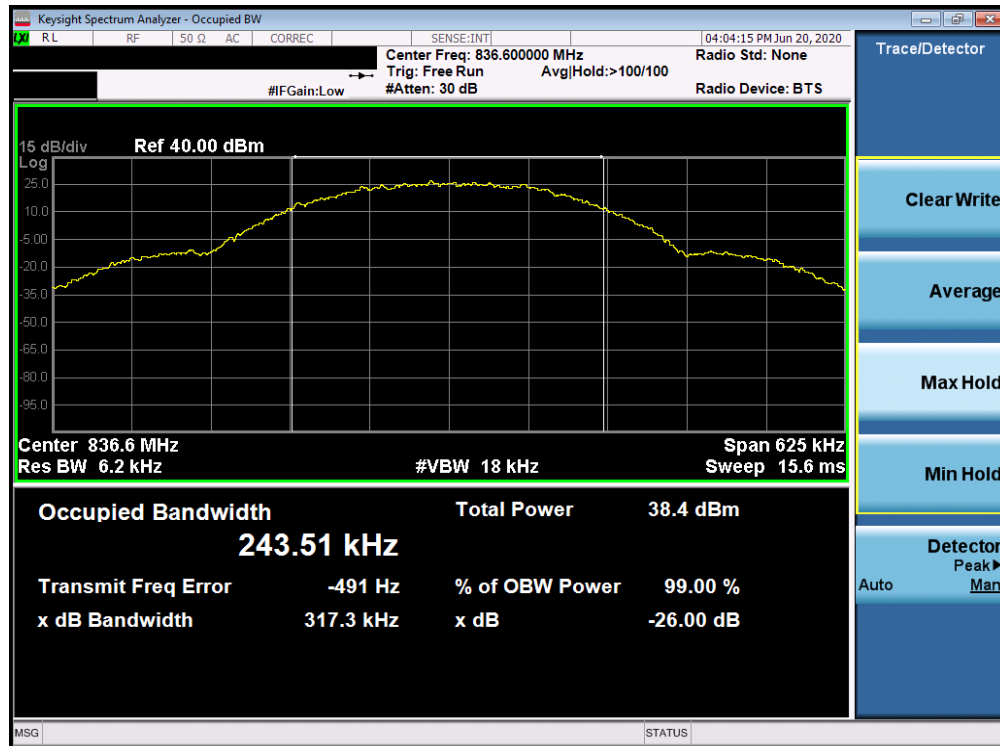 Keysight Spectrum Analyzer - Occupied BW
LXI RL RF 50 Ω AC CORREC SENSE:INT 04:04:15 PM Jun 20, 2020
Center Freq: 836.600000 MHz Radio Std: None
Trig: Free Run Avg|Hold:>100/100
#IFGain:Low #Atten: 30 dB Radio Device: BTS
15 dB/div Ref 40.00 dBm
Log
25.0
10.0
-5.00
-20.0
-35.0
-50.0
-65.0
-80.0
-95.0
Center 836.6 MHz Span 625 kHz
Res BW 6.2 kHz #VBW 18 kHz Sweep 15.6 ms
Occupied Bandwidth Total Power 38.4 dBm
243.51 kHz
Transmit Freq Error -491 Hz % of OBW Power 99.00 %
x dB Bandwidth 317.3 kHz x dB -26.00 dB
MSG STATUS
Trace/Detector
Clear Write
Average
Max Hold
Min Hold
Detector
Peak▶
Auto Man